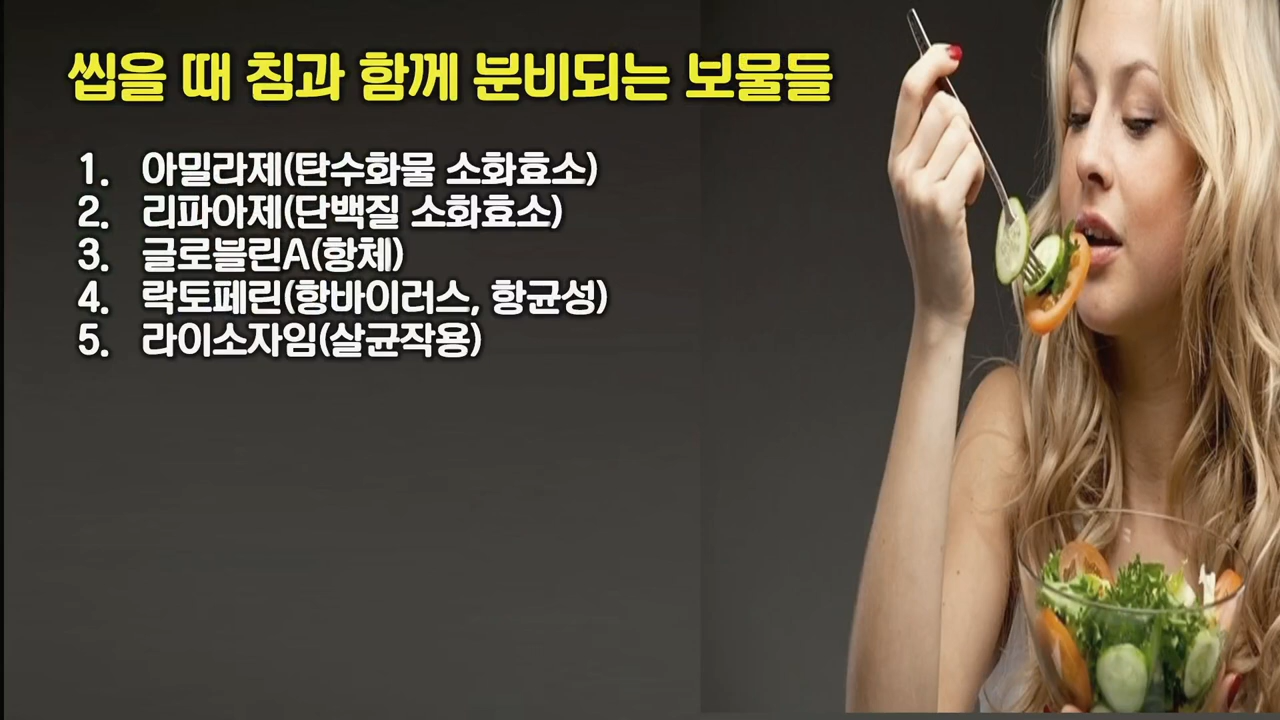 씹을 때 침과 함께 분비되는 보물들
1. 아밀라제(탄수화물 소화효소)
2. 리파아제(단백질 소화효소)
3. 글로블린A(항체)
4. 락토페린(항바이러스, 항균성)
5. 라이소자임(살균작용)